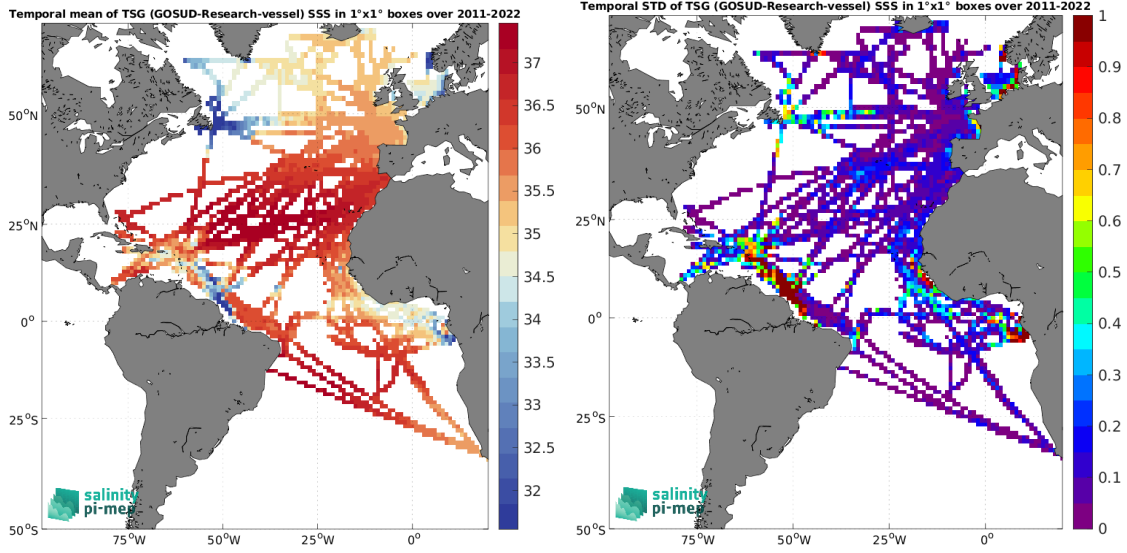 Temporal mean of TSG (GOSUD-Research-vessel) SSS in 1°x1° boxes over 2011-2022
50°N
25°N
0°
25°S
50°S
75°W
50°W
25°W
0°
37
36.5
36
35.5
35
34.5
34
33.5
33
32.5
32
salinity
pi-mep
Temporal STD of TSG (GOSUD-Research-vessel) SSS in 1°x1° boxes over 2011-2022
50°N
25°N
0°
25°S
50°S
75°W
50°W
25°W
0°
1
0.9
0.8
0.7
0.6
0.5
0.4
0.3
0.2
0.1
0
salinity
pi-mep